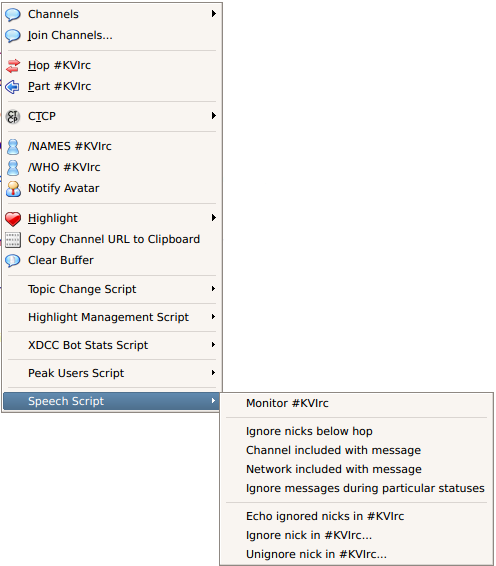 Channels
Join Channels...
Hop #KVIrc
Part #KVIrc
CTCP
/NAMES #KVIrc
/WHO #KVIrc
Notify Avatar
Highlight
Copy Channel URL to Clipboard
Clear Buffer
Topic Change Script
Highlight Management Script
XDCC Bot Stats Script
Peak Users Script
Speech Script
Monitor #KVIrc
Ignore nicks below hop
Channel included with message
Network included with message
Ignore messages during particular statuses
Echo ignored nicks in #KVIrc
Ignore nick in #KVIrc...
Unignore nick in #KVIrc...